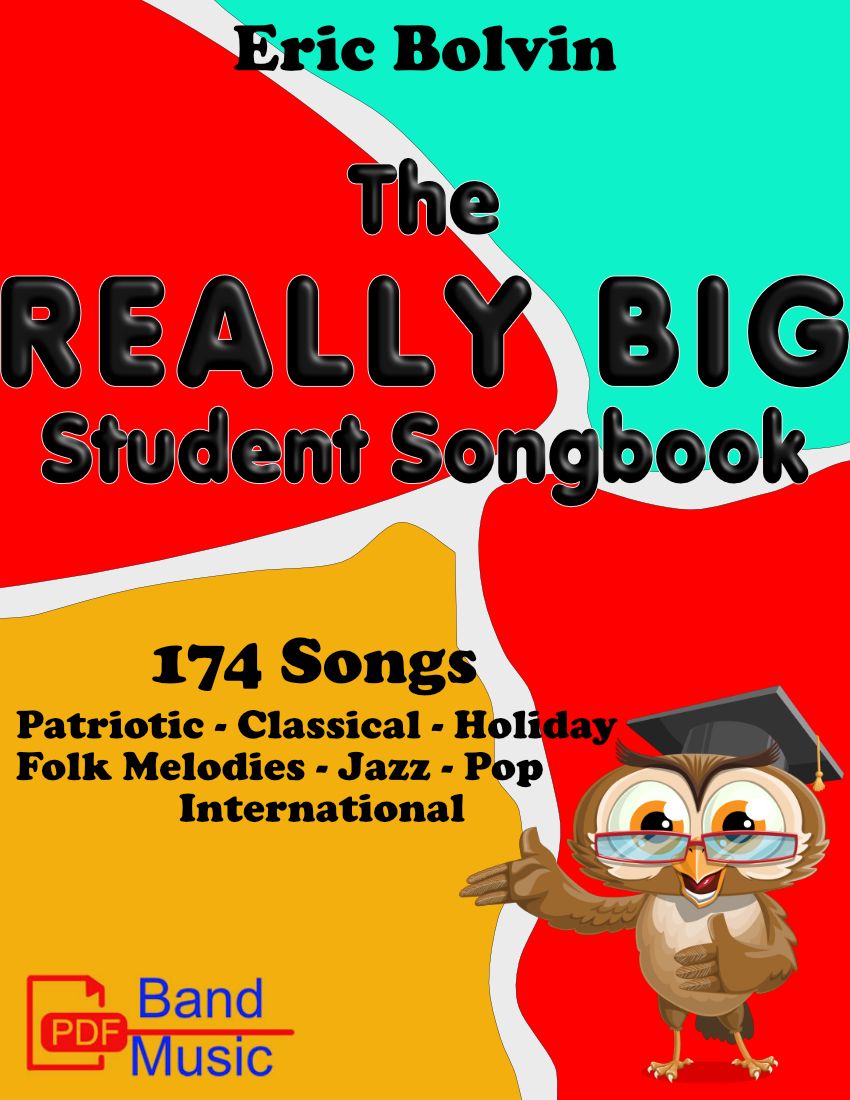 Eric Bolvin
The
REALLY BIG
Student Songbook
174 Songs
Patriotic - Classical - Holiday
Folk Melodies - Jazz - Pop
International
PDF
Band
Music